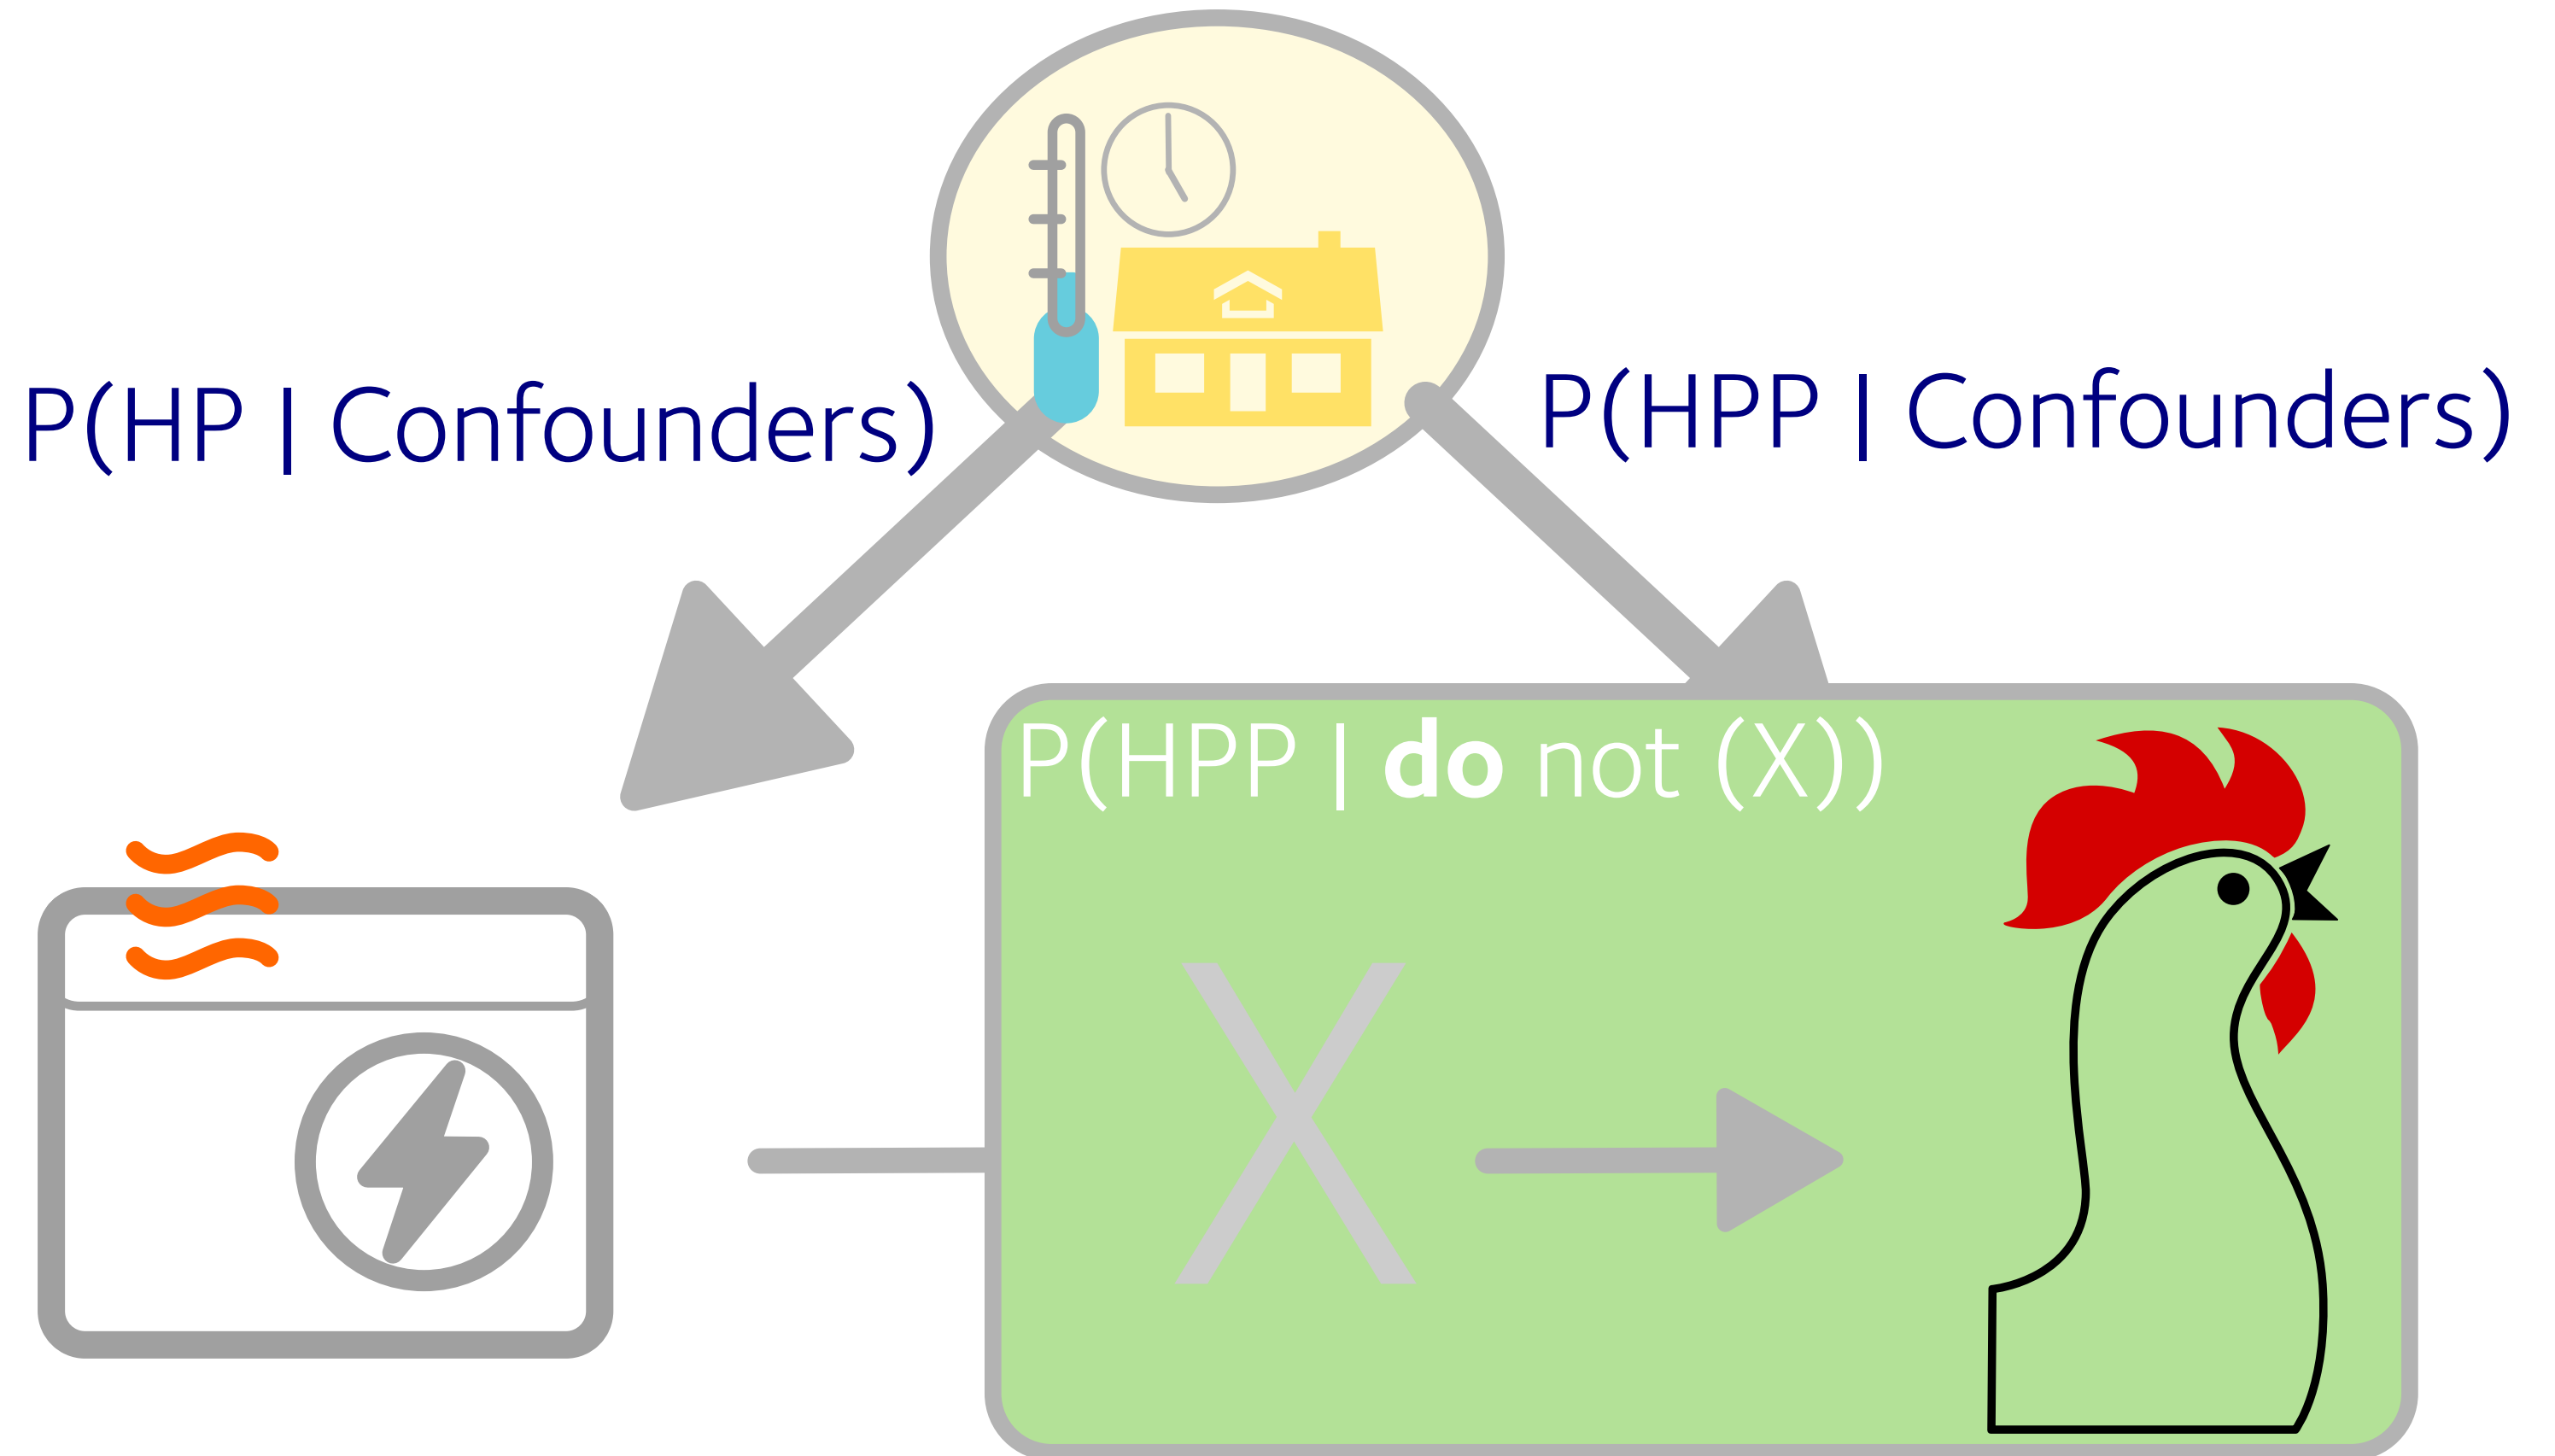 P(HP | Confounders)
P(HPP | Confounders)
P(HPP | do not (X))
X